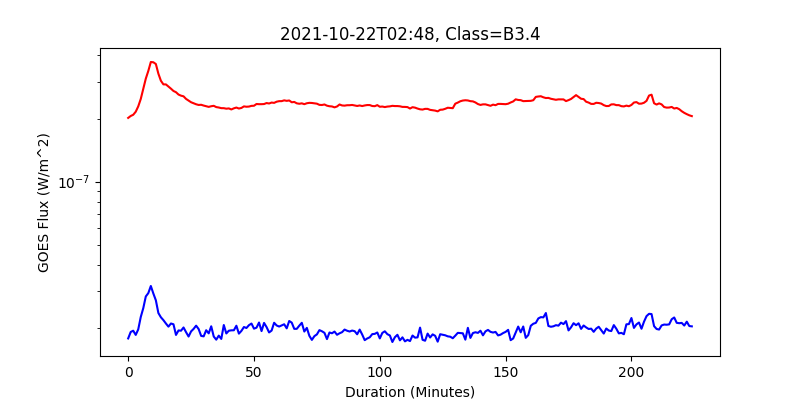 2021-10-22T02:48, Class=B3.4
GOES Flux (W/m^2)
10^-7
0 50 100 150 200
Duration (Minutes)